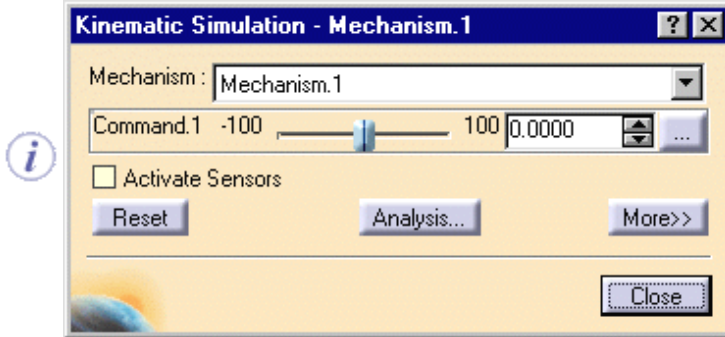 Kinematic Simulation - Mechanism.1 ? X
Mechanism : Mechanism.1
Command.1 -100 100 0.0000 ...
i
Activate Sensors
Reset Analysis... More>>
Close